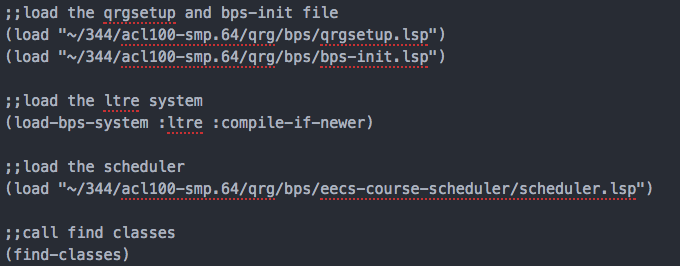 ;;load the qrgsetup and bps-init file
(load "~/344/acl100-smp.64/qrg/bps/qrgsetup.lsp")
(load "~/344/acl100-smp.64/qrg/bps/bps-init.lsp")
;;load the ltre system
(load-bps-system :ltre :compile-if-newer)
;;load the scheduler
(load "~/344/acl100-smp.64/qrg/bps/eecs-course-scheduler/scheduler.lsp")
;;call find classes
(find-classes)